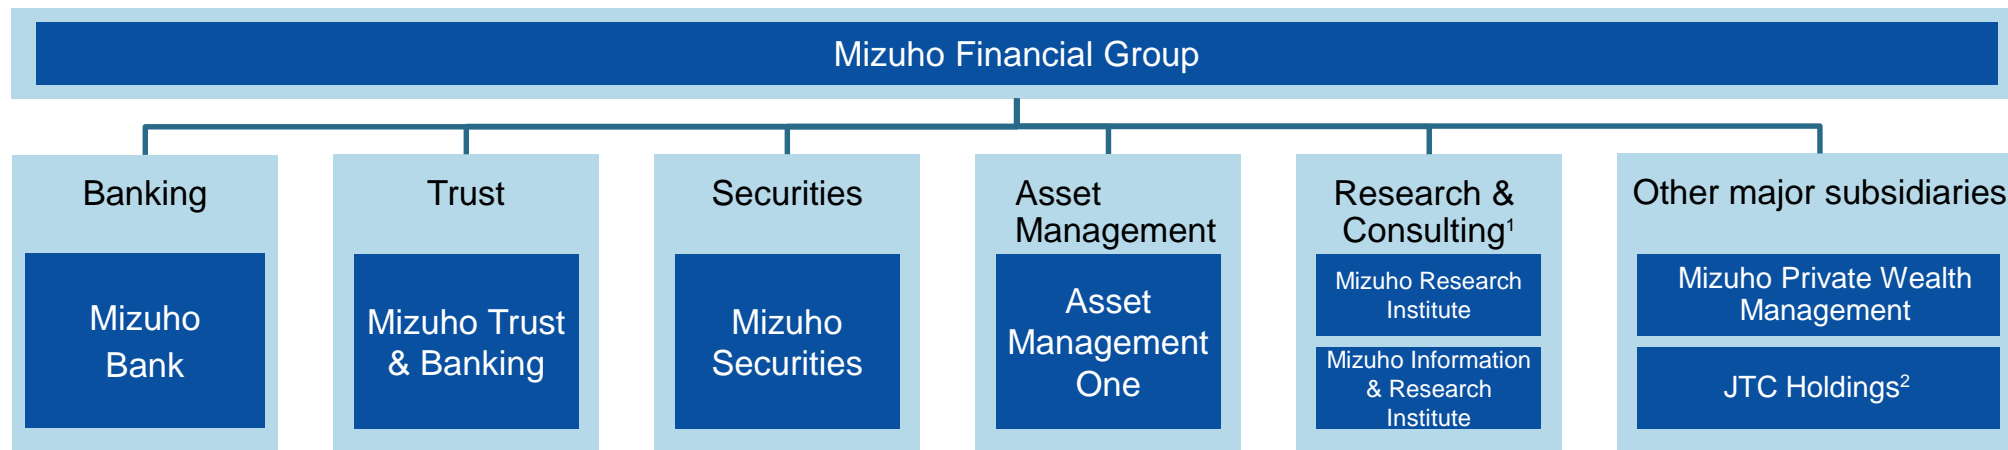 Mizuho Financial Group
Banking
Mizuho
Bank
Trust
Mizuho Trust
& Banking
Securities
Mizuho
Securities
Asset
Management
Asset
Management
One
Research &
Consulting¹
Mizuho Research
Institute
Mizuho Information
& Research
Institute
Other major subsidiaries
Mizuho Private Wealth
Management
JTC Holdings²